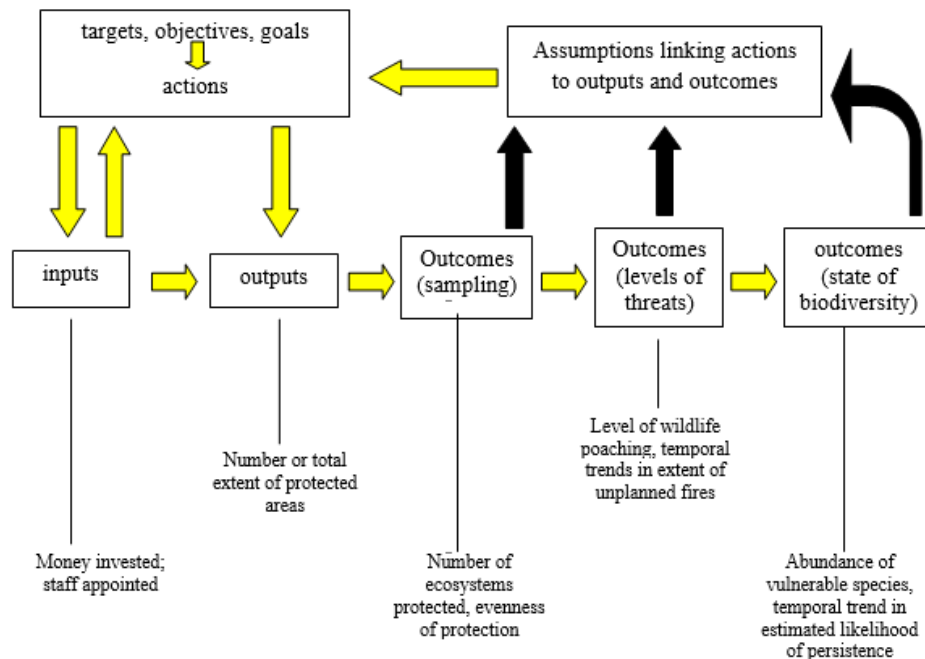 targets, objectives, goals
actions
Assumptions linking actions
to outputs and outcomes
inputs
outputs
Outcomes
(sampling)
Outcomes
(levels of
threats)
outcomes
(state of
biodiversity)
Level of wildlife
poaching, temporal
trends in extent of
unplanned fires
Number or total
extent of protected
areas
Money invested;
staff appointed
Number of
ecosystems
protected, evenness
of protection
Abundance of
vulnerable species,
temporal trend in
estimated likelihood
of persistence